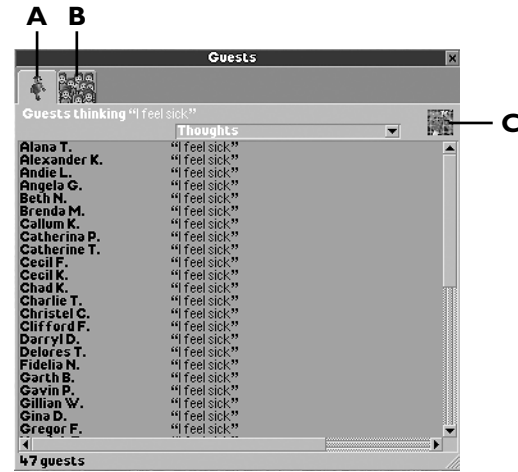 A B
Guests
Guests thinking “I feel sick”
Thoughts
C
Alana T. “I feel sick”
Alexander K. “I feel sick”
Andie L. “I feel sick”
Angela G. “I feel sick”
Beth N. “I feel sick”
Brenda M. “I feel sick”
Callum K. “I feel sick”
Catherina P. “I feel sick”
Catherine T. “I feel sick”
Cecil F. “I feel sick”
Cecil K. “I feel sick”
Chad K. “I feel sick”
Charlie T. “I feel sick”
Christel C. “I feel sick”
Clifford F. “I feel sick”
Darryl D. “I feel sick”
Delores T. “I feel sick”
Fidelia N. “I feel sick”
Garth B. “I feel sick”
Gavin P. “I feel sick”
Gillian W. “I feel sick”
Gina D. “I feel sick”
Gregor F. “I feel sick”
47 guests